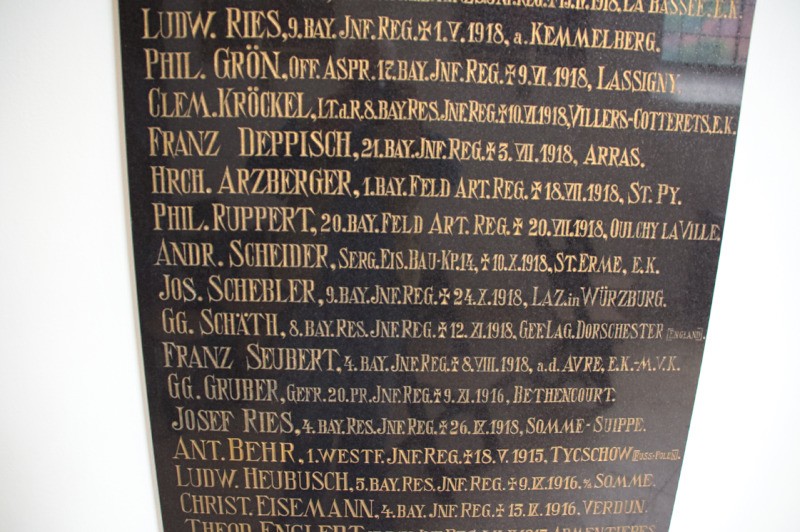 1918, LA BASSÉE. E.K.
LUDW. RIES, 9. BAY. JNF. REG. ✝ 1. V. 1918, a. KEMMELBERG.
PHIL. GRÖN, OFF. ASPR. 17. BAY. JNF. REG. ✝ 9. VI. 1918, LASSIGNY.
CLEM. KRÖCKEL, LT. d. R. 8. BAY. RES. JNF. REG. ✝ 10. VI. 1918, VILLERS-COTTERETS, E.K.
FRANZ DEPPISCH, 21. BAY. JNF. REG. ✝ 3. VII. 1918, ARRAS.
HRCH. ARZBERGER, 1. BAY. FELD ART. REG. ✝ 18. VII. 1918, ST. PY.
PHIL. RUPPERT, 20. BAY. FELD ART. REG. ✝ 20. VII. 1918, OULCHY LA VILLE.
ANDR. SCHEIDER, SERG. EIS. BAU-KP. 14, ✝ 10. X. 1918, ST. ERME, E.K.
JOS. SCHEBLER, 9. BAY. JNF. REG. ✝ 24. X. 1918, LAZ. in WÜRZBURG.
GG. SCHÄTH, 8. BAY. RES. JNF. REG. ✝ 12. XI. 1918, GEF. LAG. DORSCHESTER [ENGLAND].
FRANZ SEUBERT, 4. BAY. JNF. REG. ✝ 8. VIII. 1918, a. d. AVRE, E.K.-M.V.K.
GG. GRUBER, GEFR. 20. PR. JNF. REG. ✝ 9. XI. 1916, BETHENCOURT.
JOSEF RIES, 4. BAY. RES. JNF. REG. ✝ 26. IX. 1918, SOMME-SUIPPE.
ANT. BEHR, 1. WESTF. JNF. REG. ✝ 18. V. 1915, TYCSCHOW [RUSS-POLEN].
LUDW. HEUBUSCH, 5. BAY. RES. JNF. REG. ✝ 9. IX. 1916. SOMME.
CHRIST. EISEMANN, 4. BAY. JNF. REG. ✝ 15. IX. 1916. VERDUN.
THEOD. ENGLERT